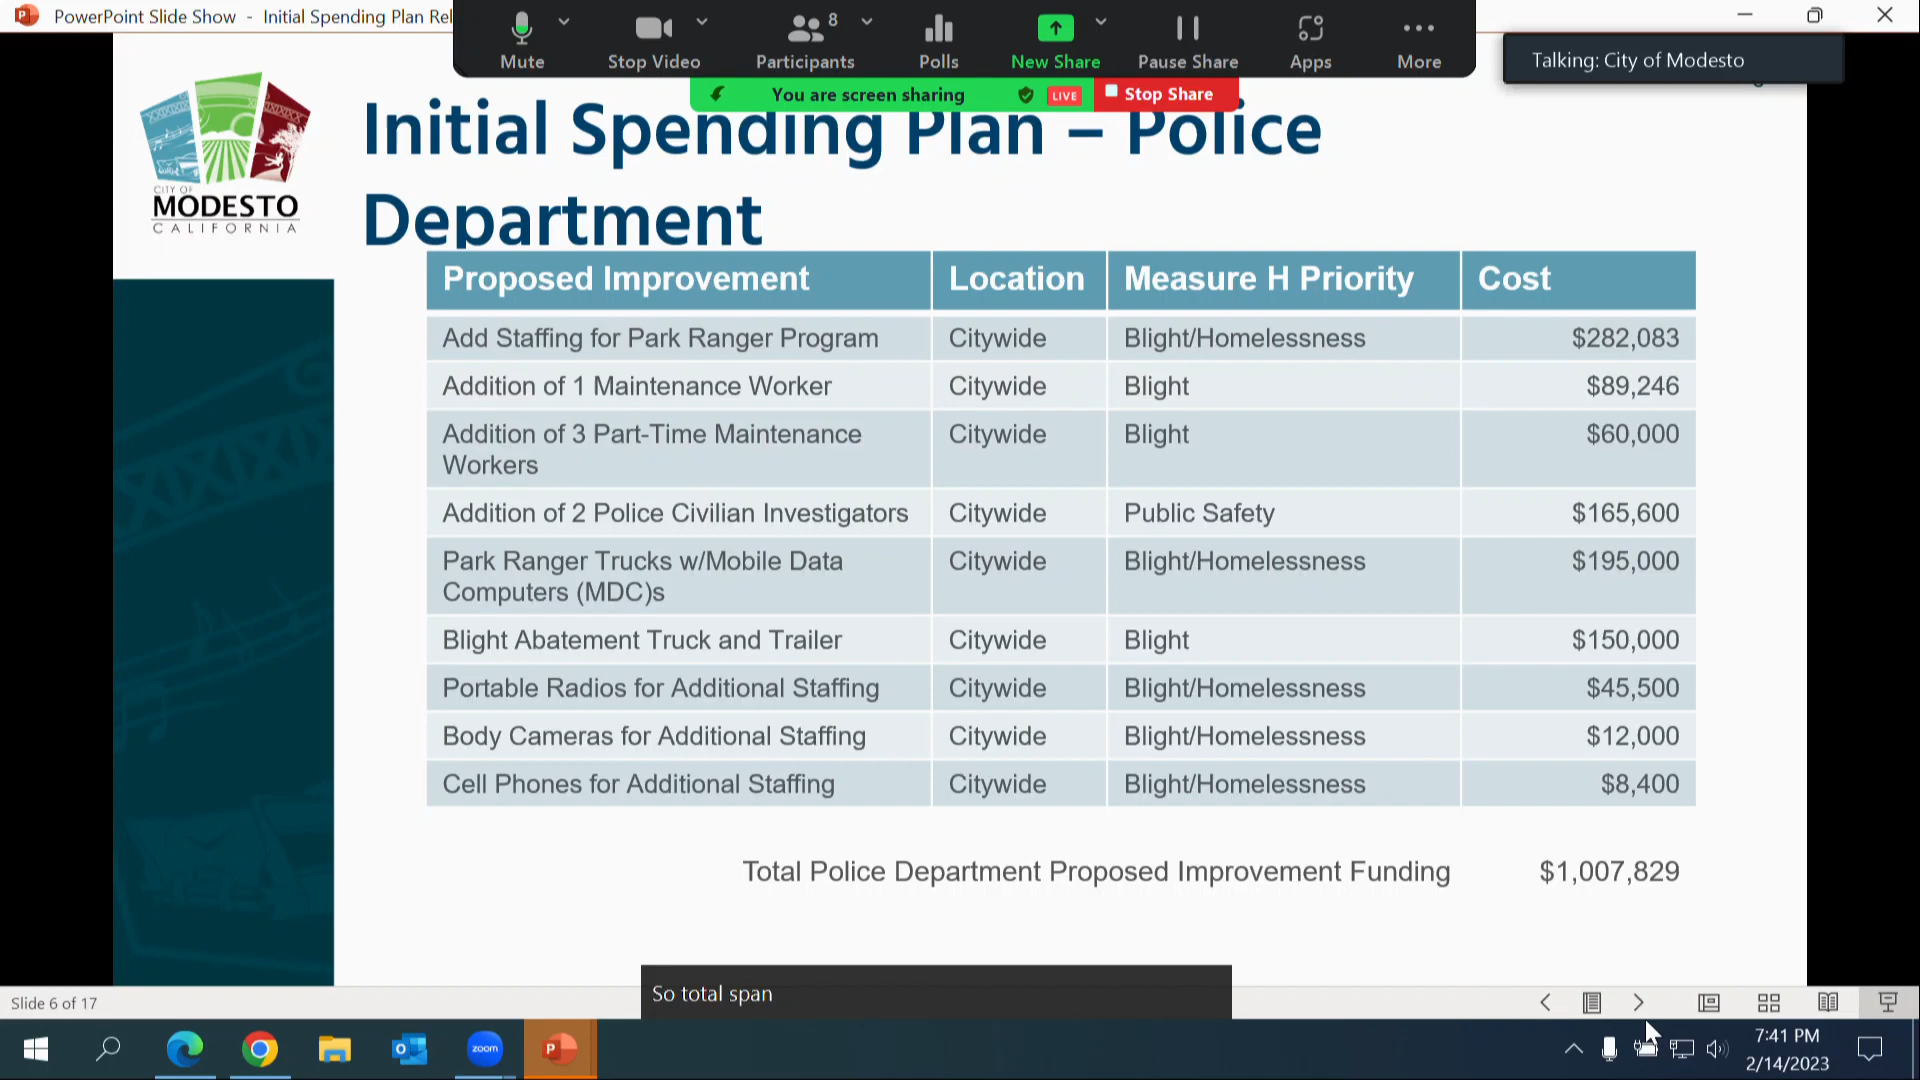 PowerPoint Slide Show - Initial Spending Plan Rel
8
Mute
Stop Video
Participants
Polls
New Share
Pause Share
Apps
More
Talking: City of Modesto
You are screen sharing
LIVE
Stop Share
CITY OF
MODESTO
CALIFORNIA
Initial Spending Plan – Police
Department
Proposed Improvement Location Measure H Priority Cost
Add Staffing for Park Ranger Program Citywide Blight/Homelessness $282,083
Addition of 1 Maintenance Worker Citywide Blight $89,246
Addition of 3 Part-Time Maintenance Citywide Blight $60,000
Workers
Addition of 2 Police Civilian Investigators Citywide Public Safety $165,600
Park Ranger Trucks w/Mobile Data Citywide Blight/Homelessness $195,000
Computers (MDC)s
Blight Abatement Truck and Trailer Citywide Blight $150,000
Portable Radios for Additional Staffing Citywide Blight/Homelessness $45,500
Body Cameras for Additional Staffing Citywide Blight/Homelessness $12,000
Cell Phones for Additional Staffing Citywide Blight/Homelessness $8,400
Total Police Department Proposed Improvement Funding $1,007,829
So total span
Slide 6 of 17
zoom
7:41 PM
2/14/2023